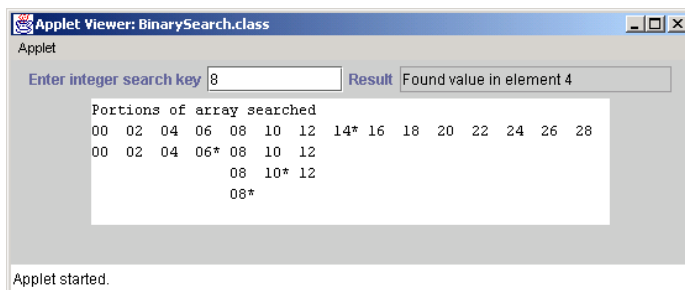 Applet Viewer: BinarySearch.class
Applet
Enter integer search key 8 Result Found value in element 4
Portions of array searched
00 02 04 06 08 10 12 14* 16 18 20 22 24 26 28
00 02 04 06* 08 10 12
08 10* 12
08*
Applet started.